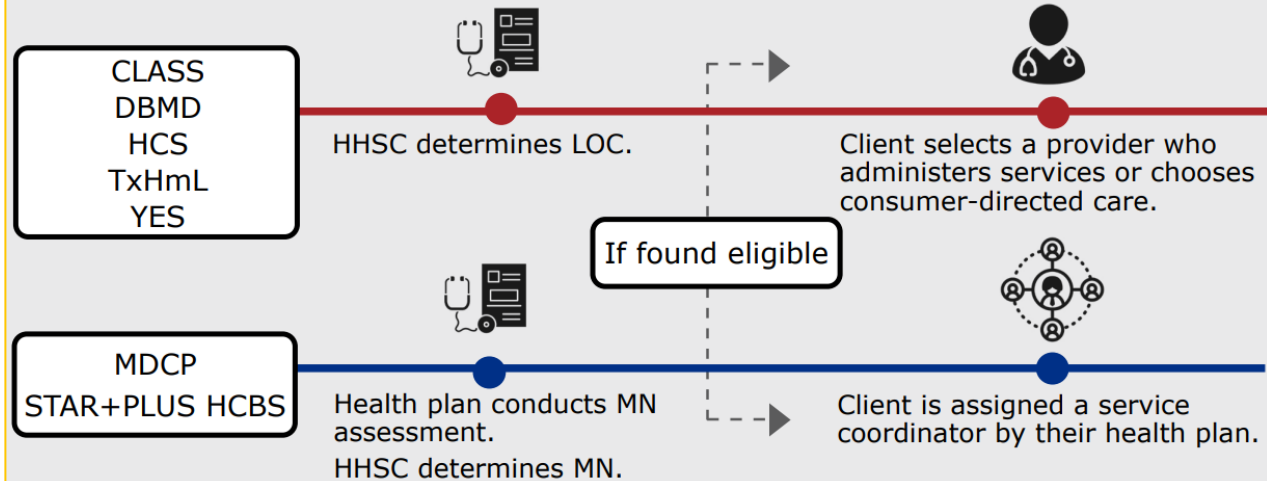 CLASS
DBMD
HCS
TxHmL
YES
HHSC determines LOC.
Client selects a provider who
administers services or chooses
consumer-directed care.
If found eligible
MDCP
STAR+PLUS HCBS
Health plan conducts MN
assessment.
HHSC determines MN.
Client is assigned a service
coordinator by their health plan.